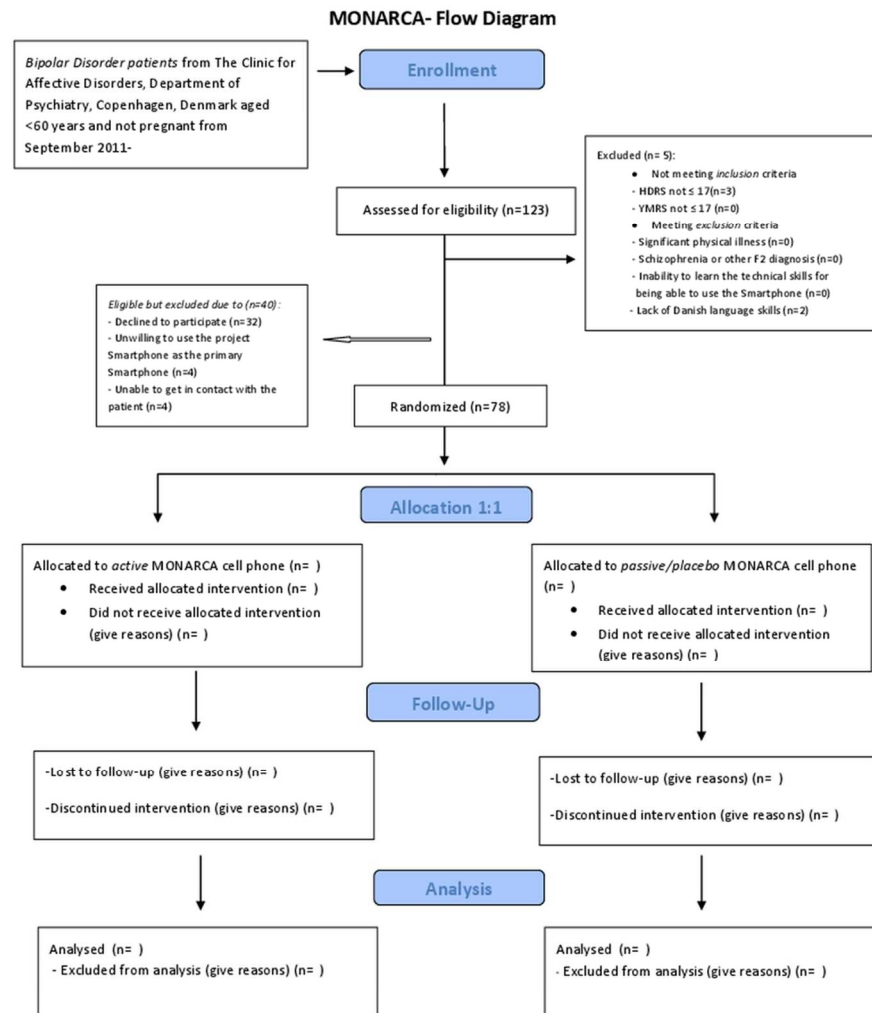 MONARCA- Flow Diagram
Bipolar Disorder patients from The Clinic for
Affective Disorders, Department of
Psychiatry, Copenhagen, Denmark aged
<60 years and not pregnant from
September 2011-
Enrollment
Assessed for eligibility (n=123)
Excluded (n= 5):
• Not meeting inclusion criteria
- HDRS not ≤ 17(n=3)
- YMRS not ≤ 17 (n=0)
• Meeting exclusion criteria
- Significant physical illness (n=0)
- Schizophrenia or other F2 diagnosis (n=0)
- Inability to learn the technical skills for
being able to use the Smartphone (n=0)
- Lack of Danish language skills (n=2)
Eligible but excluded due to (n=40):
- Declined to participate (n=32)
- Unwilling to use the project
Smartphone as the primary
Smartphone (n=4)
- Unable to get in contact with the
patient (n=4)
Randomized (n=78)
Allocation 1:1
Allocated to active MONARCA cell phone (n= )
• Received allocated intervention (n= )
• Did not receive allocated intervention
(give reasons) (n= )
Allocated to passive/placebo MONARCA cell phone
(n= )
• Received allocated intervention (n= )
• Did not receive allocated intervention
(give reasons) (n= )
Follow-Up
-Lost to follow-up (give reasons) (n= )
-Discontinued intervention (give reasons) (n= )
-Lost to follow-up (give reasons) (n= )
-Discontinued intervention (give reasons) (n= )
Analysis
Analysed (n= )
- Excluded from analysis (give reasons) (n= )
Analysed (n= )
- Excluded from analysis (give reasons) (n= )